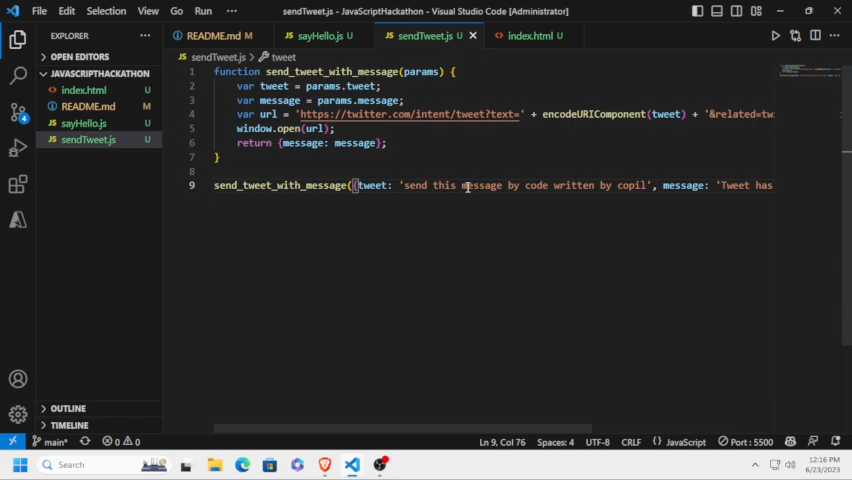 File Edit Selection View Go Run ··· sendTweet.js - JavaScriptHackathon - Visual Studio Code [Administrator]
EXPLORER ···
README.md M sayHello.js U sendTweet.js U index.html U
OPEN EDITORS
JAVASCRIPTHACKATHON
index.html U
README.md M
sayHello.js U
sendTweet.js U
OUTLINE
TIMELINE
4
sendTweet.js > tweet
1 function send_tweet_with_message(params) {
2 var tweet = params.tweet;
3 var message = params.message;
4 var url = 'https://twitter.com/intent/tweet?text=' + encodeURIComponent(tweet) + '&related=tw
5 window.open(url);
6 return {message: message};
7 }
8
9 send_tweet_with_message({tweet: 'send this message by code written by copil', message: 'Tweet has
main* 0 0 Ln 9, Col 76 Spaces: 4 UTF-8 CRLF {} JavaScript Port : 5500
Search 12:16 PM
6/23/2023